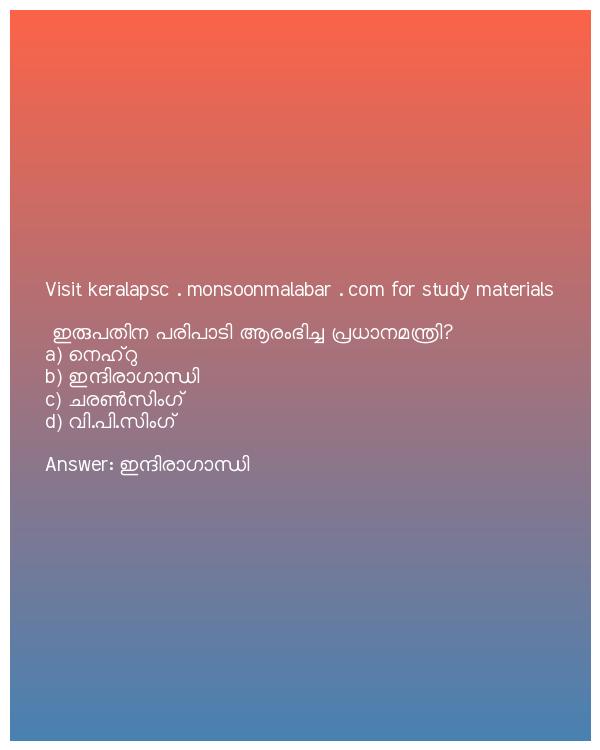 Visit keralapsc . monsoonmalabar . com for study materials
ഇരുപതിന പരിപാടി ആരംഭിച്ച പ്രധാനമന്ത്രി?
a) നെഹ്റു
b) ഇന്ദിരാഗാന്ധി
c) ചരൺസിംഗ്
d) വി.പി.സിംഗ്
Answer: ഇന്ദിരാഗാന്ധി